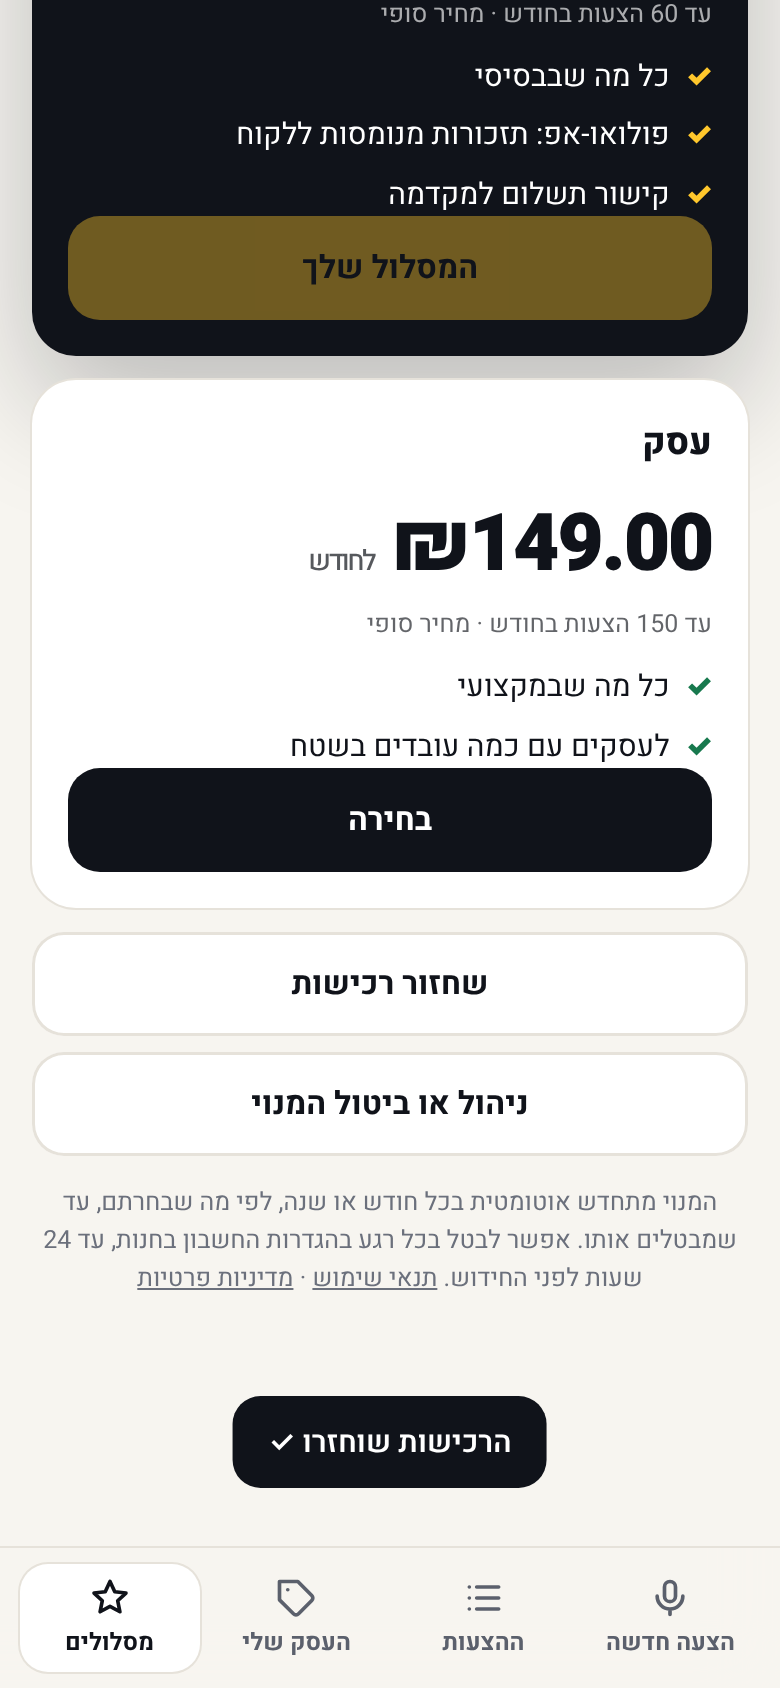 עד 60 הצעות בחודש · מחיר סופי
כל מה שבבסיסי
פולואו-אפ: תזכורות מנומסות ללקוח
קישור תשלום למקדמה
המסלול שלך
עסק
₪149.00 לחודש
עד 150 הצעות בחודש · מחיר סופי
כל מה שבמקצועי
לעסקים עם כמה עובדים בשטח
בחירה
שחזור רכישות
ניהול או ביטול המנוי
המנוי מתחדש אוטומטית בכל חודש או שנה, לפי מה שבחרתם, עד
שמבטלים אותו. אפשר לבטל בכל רגע בהגדרות החשבון בחנות, עד 24
שעות לפני החידוש. תנאי שימוש · מדיניות פרטיות
הרכישות שוחזרו ✓
הצעה חדשה
ההצעות
העסק שלי
מסלולים